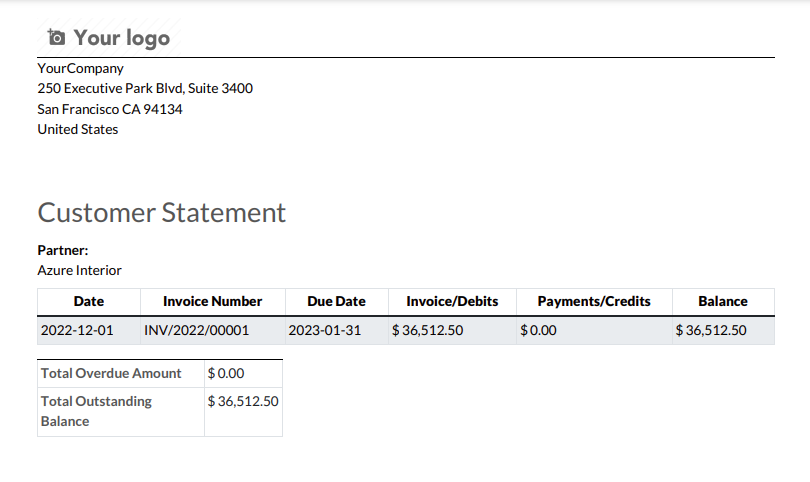 Your logo
YourCompany
250 Executive Park Blvd, Suite 3400
San Francisco CA 94134
United States
Customer Statement
Partner:
Azure Interior
Date Invoice Number Due Date Invoice/Debits Payments/Credits Balance
2022-12-01 INV/2022/00001 2023-01-31 $ 36,512.50 $ 0.00 $ 36,512.50
Total Overdue Amount $ 0.00
Total Outstanding $ 36,512.50
Balance